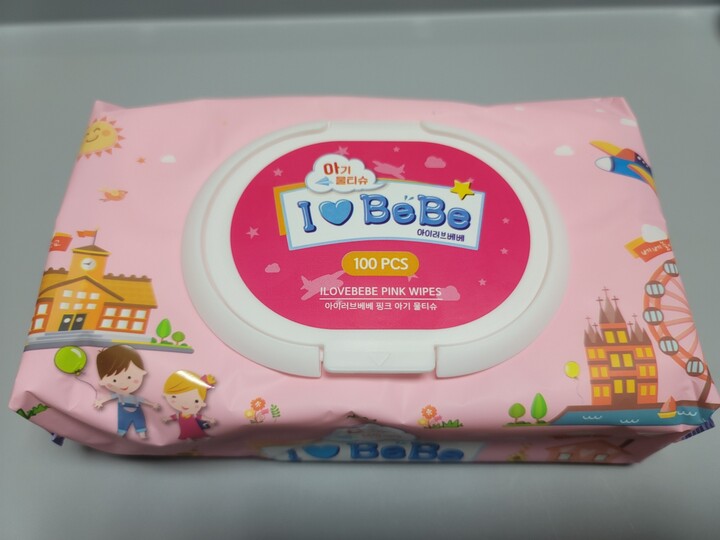 아기
물티슈
I ♥ BeBe
아이러브베베
100 PCS
ILOVEBEBE PINK WIPES
아이러브베베 핑크 아기 물티슈
I ♥ BeBe